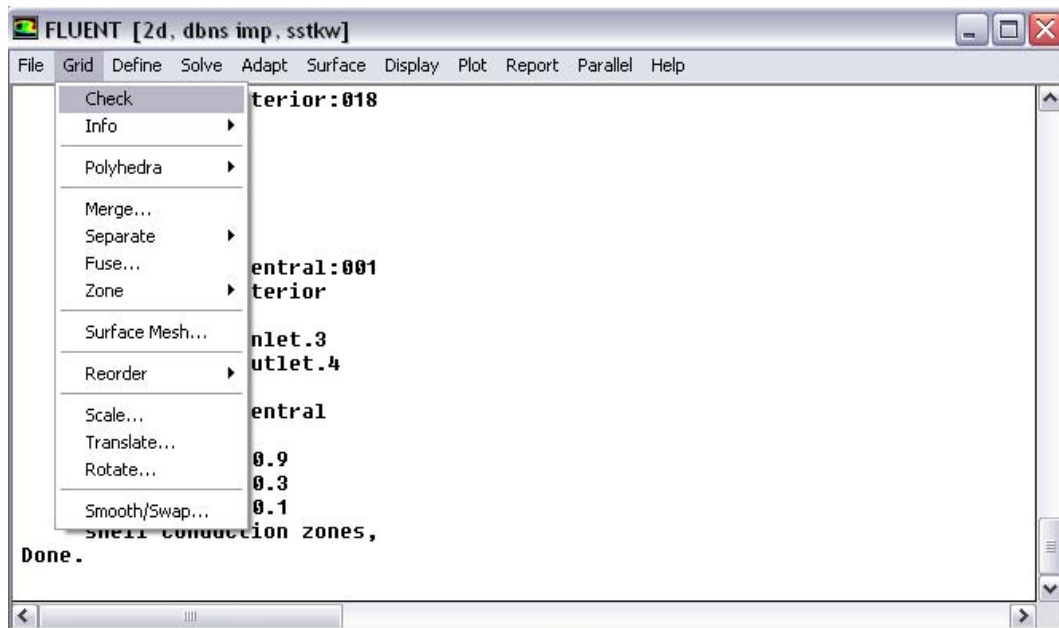 FLUENT [2d, dbns imp, sstkw]
File Grid Define Solve Adapt Surface Display Plot Report Parallel Help
Check
Info
Polyhedra
Merge...
Separate
Fuse...
Zone
Surface Mesh...
Reorder
Scale...
Translate...
Rotate...
Smooth/Swap...
terior:018
entral:001
terior
nlet.3
utlet.4
entral
0.9
0.3
0.1
shell conduction zones,
Done.